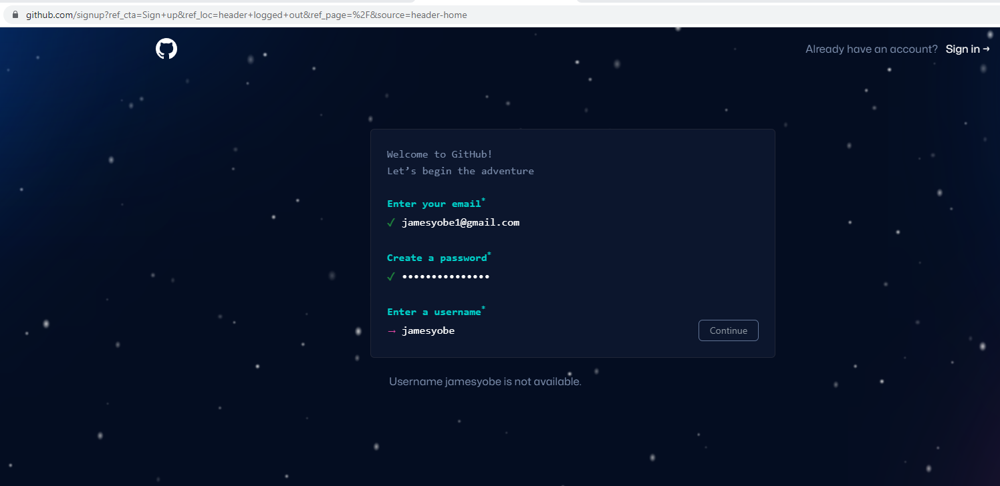 github.com/signup?ref_cta=Sign+up&ref_loc=header+logged+out&ref_page=%2F&source=header-home
Already have an account? Sign in →
Welcome to GitHub!
Let’s begin the adventure
Enter your email*
✓ jamesyobe1@gmail.com
Create a password*
✓ •••••••••••••••
Enter a username*
→ jamesyobe
Continue
Username jamesyobe is not available.